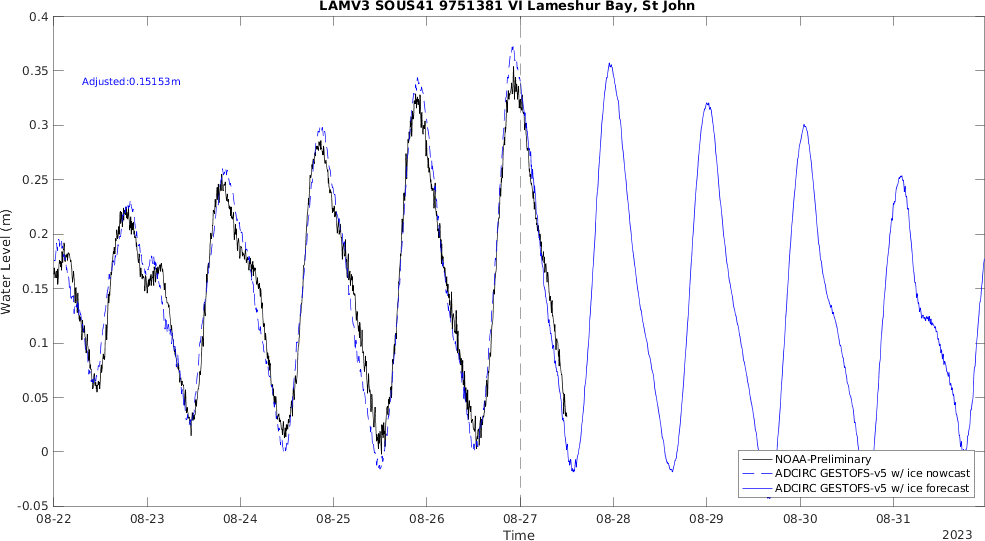 LAMV3 SOUS41 9751381 VI Lameshur Bay, St John
0.4
0.35
0.3
0.25
0.2
0.15
0.1
0.05
0
-0.05
Water Level (m)
Adjusted:0.15153m
NOAA-Preliminary
ADCIRC GESTOFS-v5 w/ ice nowcast
ADCIRC GESTOFS-v5 w/ ice forecast
08-22 08-23 08-24 08-25 08-26 08-27 08-28 08-29 08-30 08-31
Time
2023